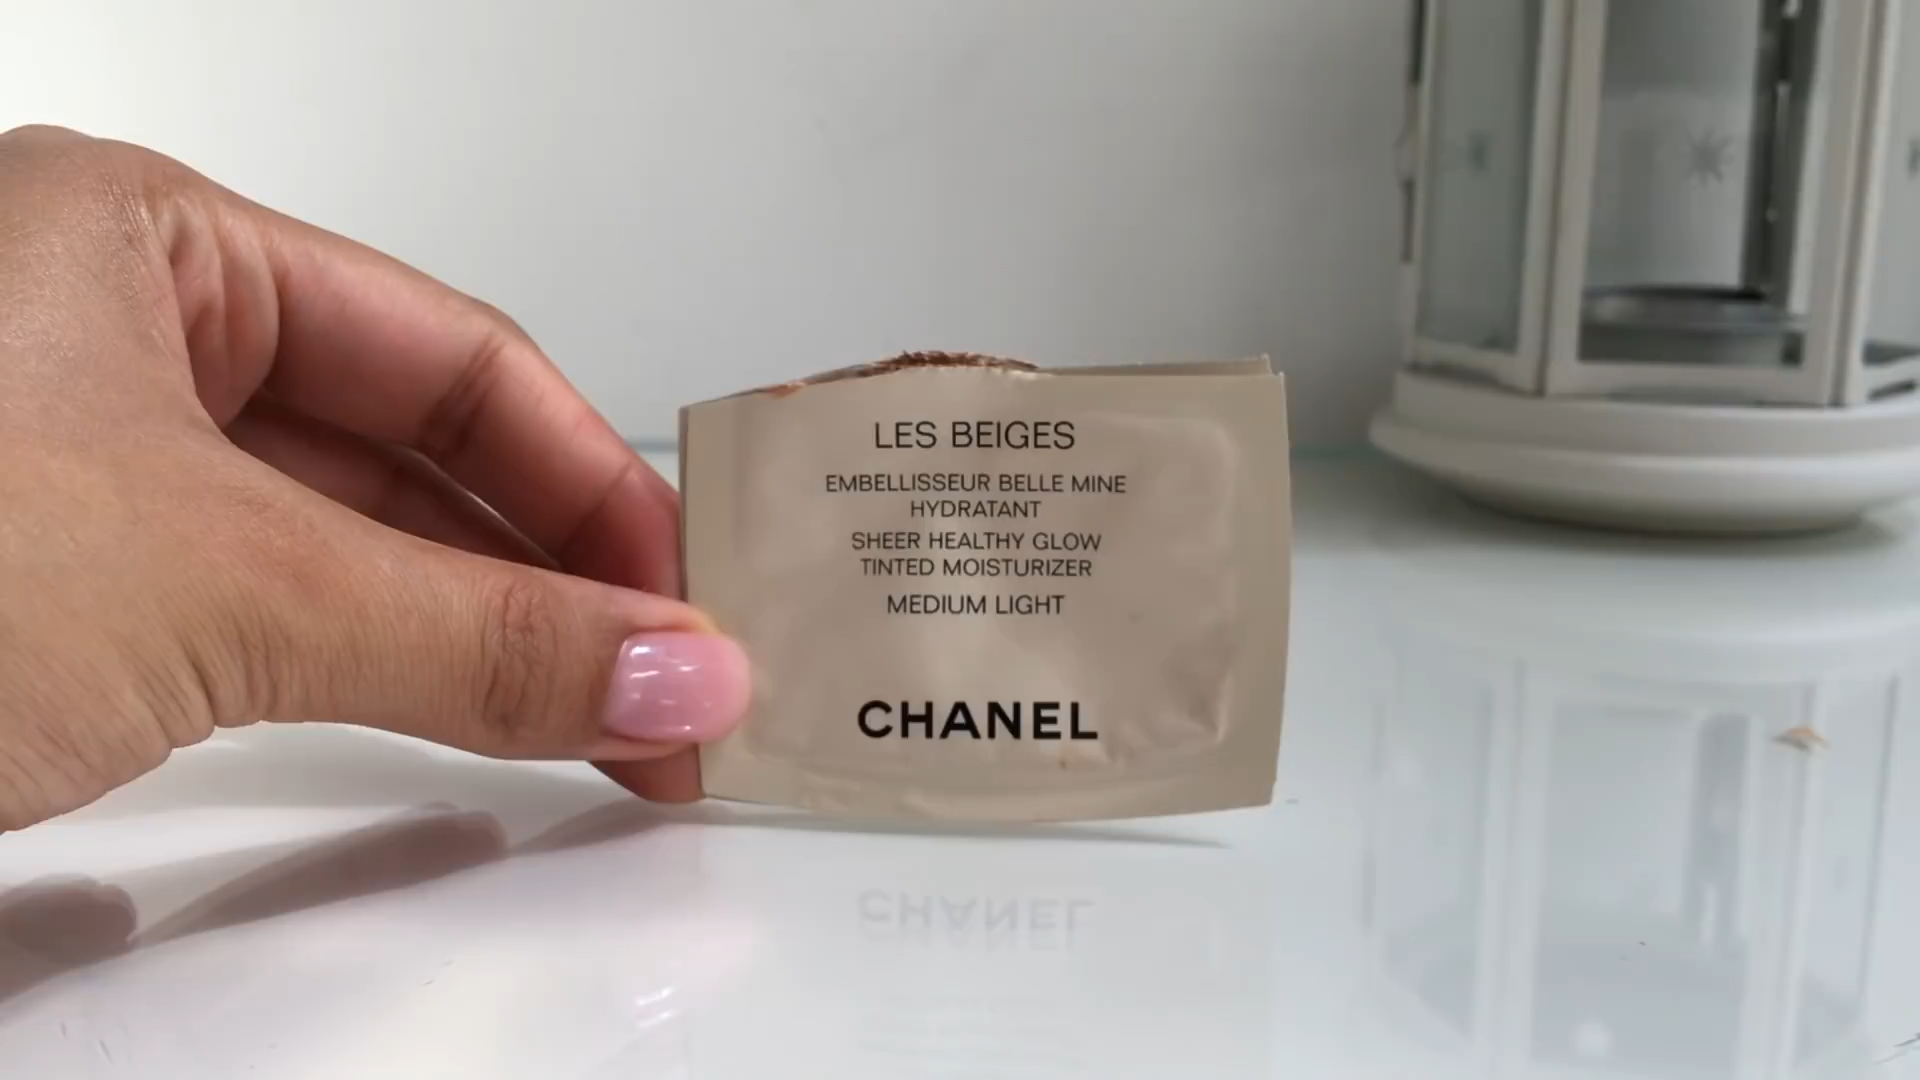 LES BEIGES
EMBELLISSEUR BELLE MINE
HYDRATANT
SHEER HEALTHY GLOW
TINTED MOISTURIZER
MEDIUM LIGHT
CHANEL